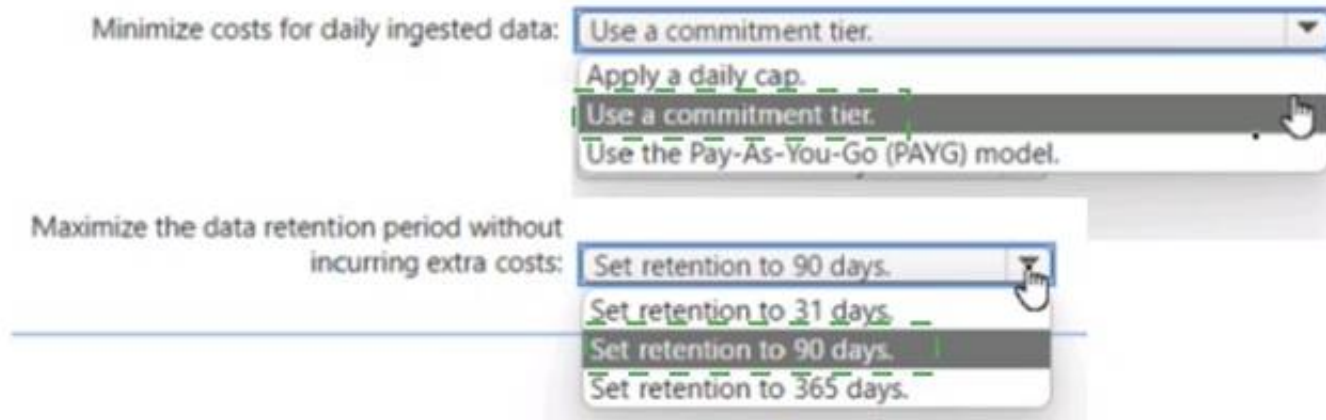 Minimize costs for daily ingested data: Use a commitment tier.
Apply a daily cap.
Use a commitment tier.
Use the Pay-As-You-Go (PAYG) model.
Maximize the data retention period without
incurring extra costs: Set retention to 90 days.
Set retention to 31 days.
Set retention to 90 days.
Set retention to 365 days.